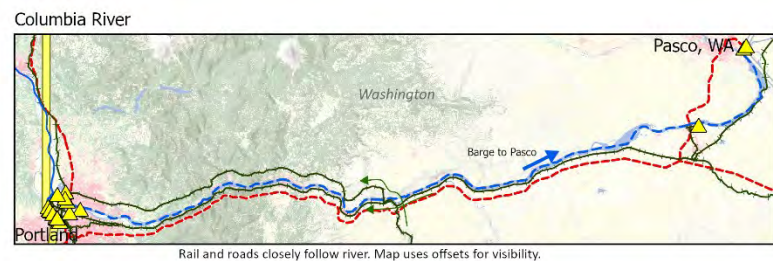 Columbia River
Pasco, WA
Washington
Barge to Pasco
Portland
Rail and roads closely follow river. Map uses offsets for visibility.